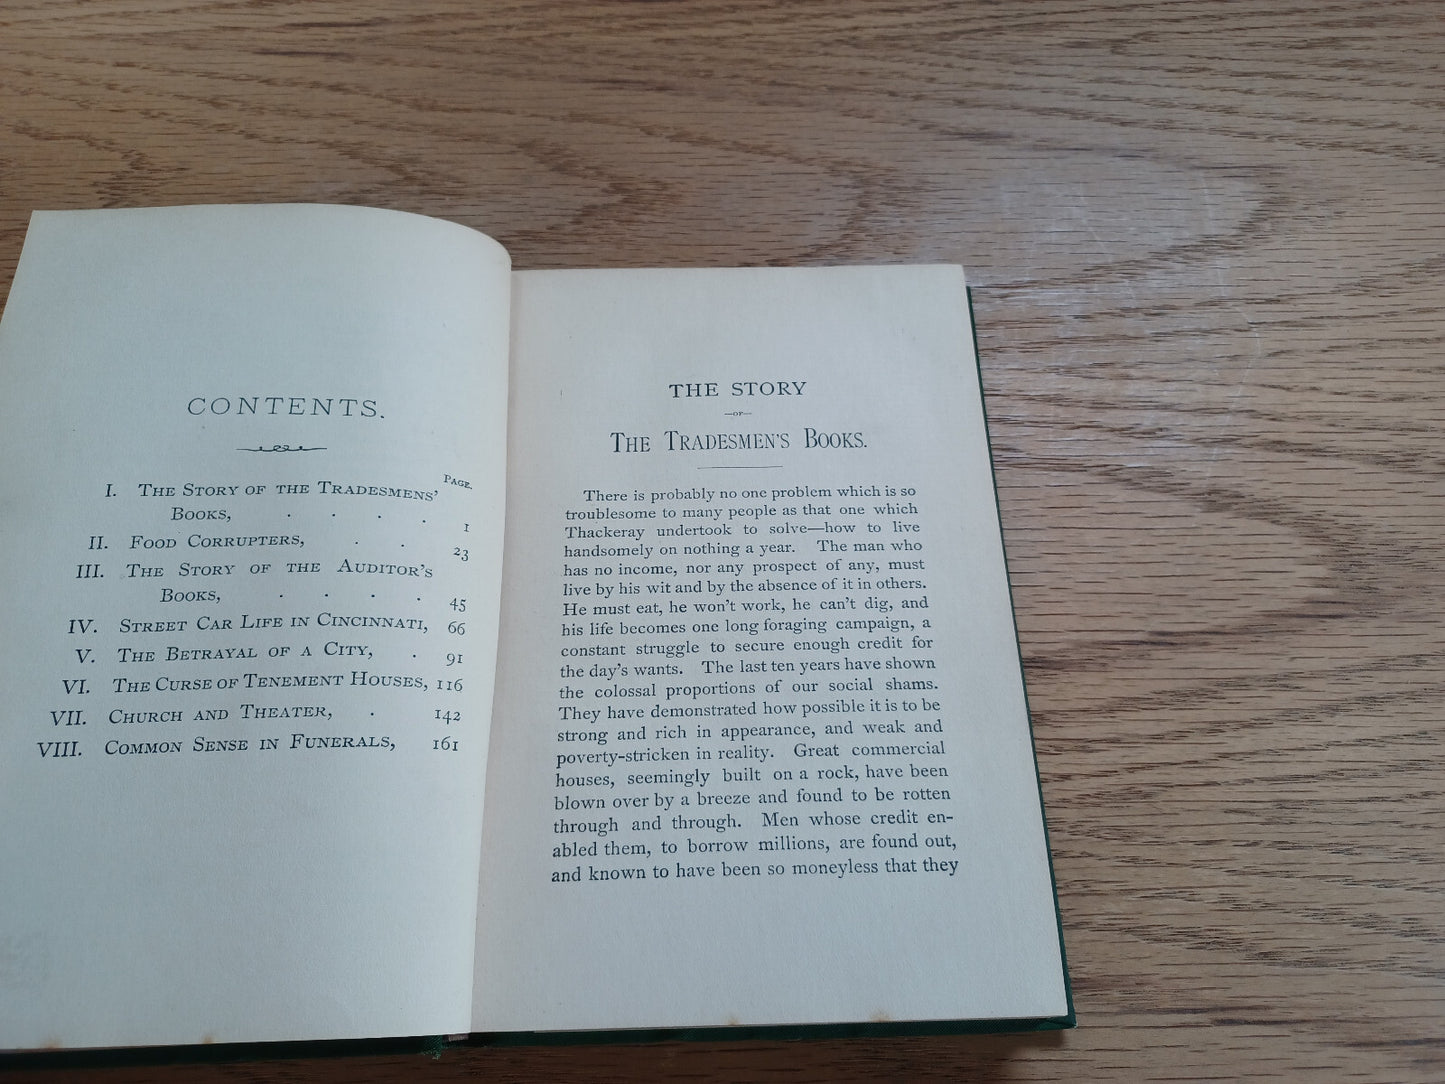 CONTENTS.
PAGE.
I. THE STORY OF THE TRADESMENS'
BOOKS, . . . . 1
II. FOOD CORRUPTERS, . . 23
III. THE STORY OF THE AUDITOR'S
BOOKS, . . . . 45
IV. STREET CAR LIFE IN CINCINNATI, 66
V. THE BETRAYAL OF A CITY, . 91
VI. THE CURSE OF TENEMENT HOUSES, 116
VII. CHURCH AND THEATER, . 142
VIII. COMMON SENSE IN FUNERALS, 161
THE STORY
—OF—
THE TRADESMEN'S BOOKS.
There is probably no one problem which is so
troublesome to many people as that one which
Thackeray undertook to solve—how to live
handsomely on nothing a year. The man who
has no income, nor any prospect of any, must
live by his wit and by the absence of it in others.
He must eat, he won't work, he can't dig, and
his life becomes one long foraging campaign, a
constant struggle to secure enough credit for
the day's wants. The last ten years have shown
the colossal proportions of our social shams.
They have demonstrated how possible it is to be
strong and rich in appearance, and weak and
poverty-stricken in reality. Great commercial
houses, seemingly built on a rock, have been
blown over by a breeze and found to be rotten
through and through. Men whose credit en-
abled them, to borrow millions, are found out,
and known to have been so moneyless that they